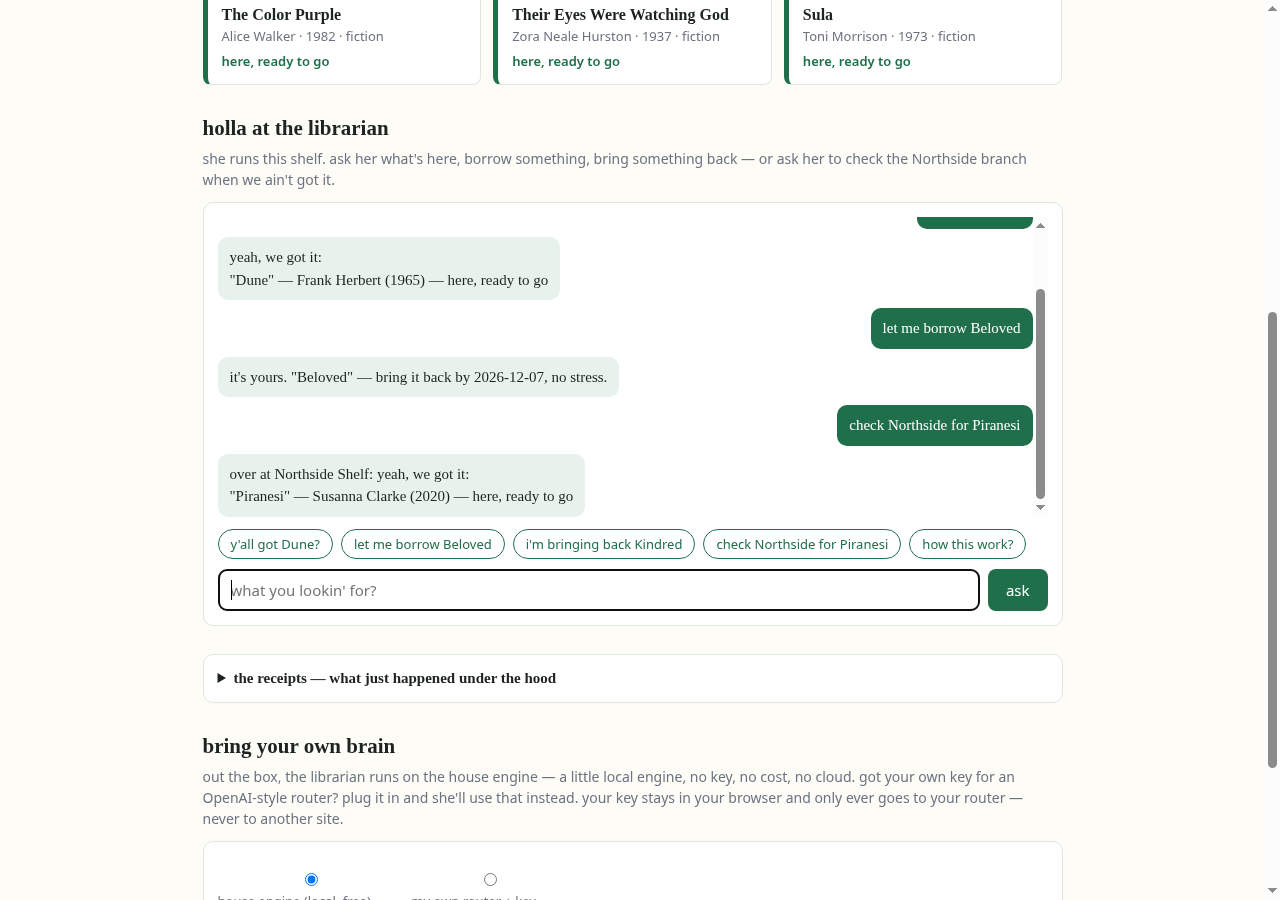 The Color Purple
Alice Walker · 1982 · fiction
here, ready to go
Their Eyes Were Watching God
Zora Neale Hurston · 1937 · fiction
here, ready to go
Sula
Toni Morrison · 1973 · fiction
here, ready to go
holla at the librarian
she runs this shelf. ask her what's here, borrow something, bring something back — or ask her to check the Northside branch
when we ain't got it.
yeah, we got it:
"Dune" — Frank Herbert (1965) — here, ready to go
let me borrow Beloved
it's yours. "Beloved" — bring it back by 2026-12-07, no stress.
check Northside for Piranesi
over at Northside Shelf: yeah, we got it:
"Piranesi" — Susanna Clarke (2020) — here, ready to go
y'all got Dune?
let me borrow Beloved
i'm bringing back Kindred
check Northside for Piranesi
how this work?
what you lookin' for?
ask
the receipts — what just happened under the hood
bring your own brain
out the box, the librarian runs on the house engine — a little local engine, no key, no cost, no cloud. got your own key for an
OpenAI-style router? plug it in and she'll use that instead. your key stays in your browser and only ever goes to your router —
never to another site.